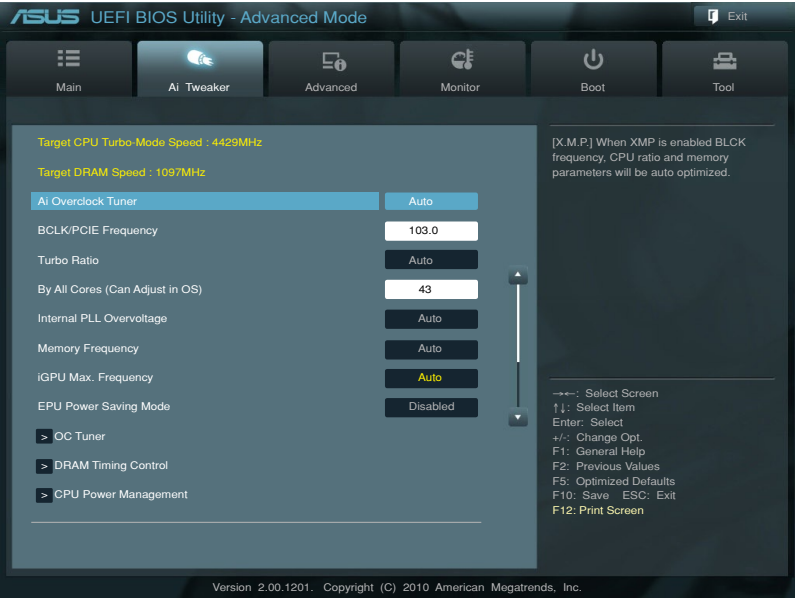 ASUS UEFI BIOS Utility - Advanced Mode
Exit
Main
Ai Tweaker
Advanced
Monitor
Boot
Tool
Target CPU Turbo-Mode Speed : 4429MHz
Target DRAM Speed : 1097MHz
Ai Overclock Tuner Auto
BCLK/PCIE Frequency 103.0
Turbo Ratio Auto
By All Cores (Can Adjust in OS) 43
Internal PLL Overvoltage Auto
Memory Frequency Auto
iGPU Max. Frequency Auto
EPU Power Saving Mode Disabled
> OC Tuner
> DRAM Timing Control
> CPU Power Management
[X.M.P.] When XMP is enabled BLCK
frequency, CPU ratio and memory
parameters will be auto optimized.
→←: Select Screen
↑↓: Select Item
Enter: Select
+/-: Change Opt.
F1: General Help
F2: Previous Values
F5: Optimized Defaults
F10: Save ESC: Exit
F12: Print Screen
Version 2.00.1201. Copyright (C) 2010 American Megatrends, Inc.